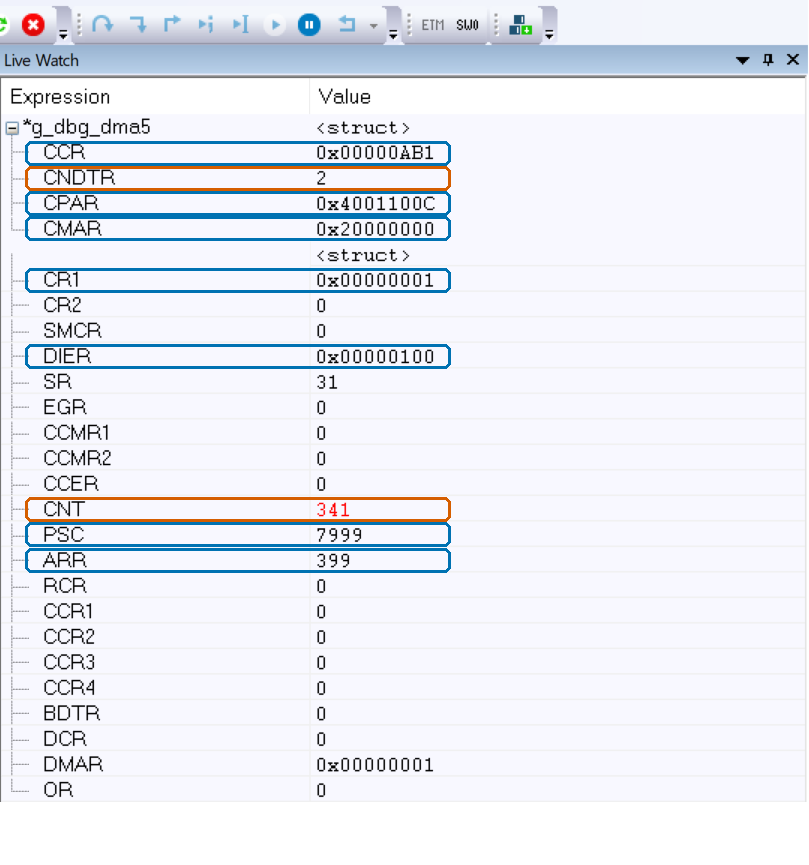 ETM SWO
Live Watch
Expression Value
*g_dbg_dma5 <struct>
CCR 0x00000AB1
CNDTR 2
CPAR 0x4001100C
CMAR 0x20000000
<struct>
CR1 0x00000001
CR2 0
SMCR 0
DIER 0x00000100
SR 31
EGR 0
CCMR1 0
CCMR2 0
CCER 0
CNT 341
PSC 7999
ARR 399
RCR 0
CCR1 0
CCR2 0
CCR3 0
CCR4 0
BDTR 0
DCR 0
DMAR 0x00000001
OR 0